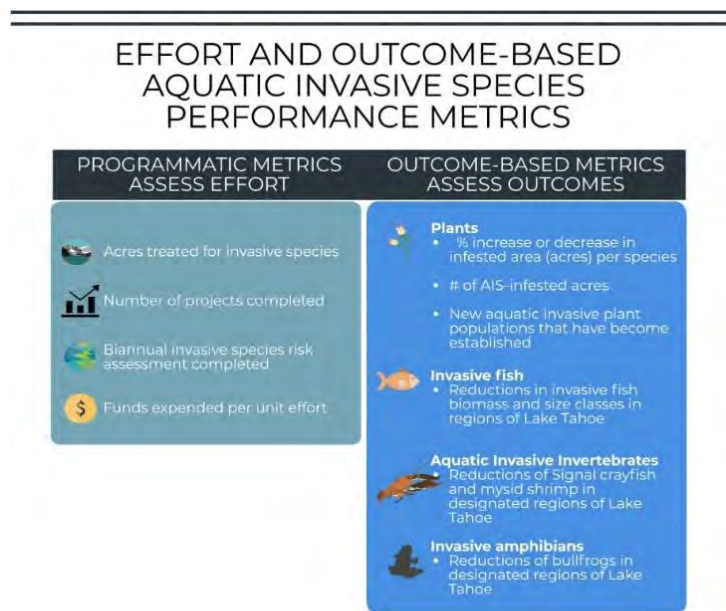 EFFORT AND OUTCOME-BASED
AQUATIC INVASIVE SPECIES
PERFORMANCE METRICS
PROGRAMMATIC METRICS
ASSESS EFFORT
Acres treated for invasive species
Number of projects completed
Biannual invasive species risk
assessment completed
$
Funds expended per unit effort
OUTCOME-BASED METRICS
ASSESS OUTCOMES
Plants
• % increase or decrease in
infested area (acres) per species
• # of AIS-infested acres
• New aquatic invasive plant
populations that have become
established
Invasive fish
• Reductions in invasive fish
biomass and size classes in
regions of Lake Tahoe
Aquatic Invasive Invertebrates
• Reductions of Signal crayfish
and mysid shrimp in
designated regions of Lake
Tahoe
Invasive amphibians
• Reductions of bullfrogs in
designated regions of Lake
Tahoe